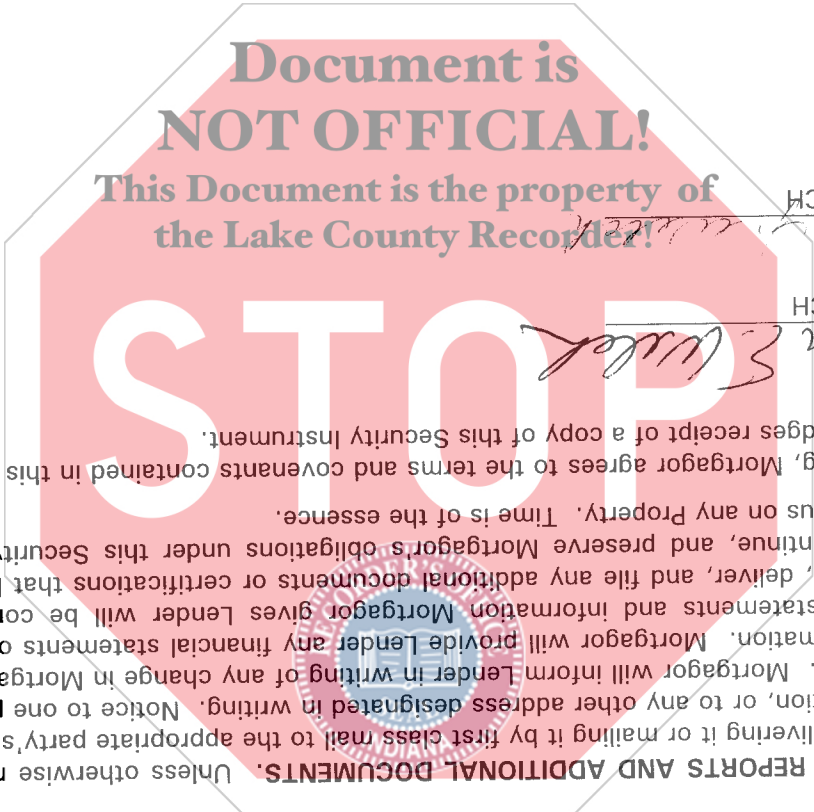 Document is
NOT OFFICIAL!
This Document is the property of
the Lake County Recorder!
STOP
REPORTS AND ADDITIONAL DOCUMENTS. Unless otherwise
livering it or mailing it by first class mail to the appropriate party's
tion, or to any other address designated in writing. Notice to one
. Mortgagor will inform Lender in writing of any change in Mortga
mation. Mortgagor will provide Lender any financial statements o
statements and information Mortgagor gives Lender will be cor
, deliver, and file any additional documents or certifications that
ntinue, and preserve Mortgagor's obligations under this Security
us on any Property. Time is of the essence.
g, Mortgagor agrees to the terms and covenants contained in this
dges receipt of a copy of this Security Instrument.
E. Welch
CH
CH
INDIANA